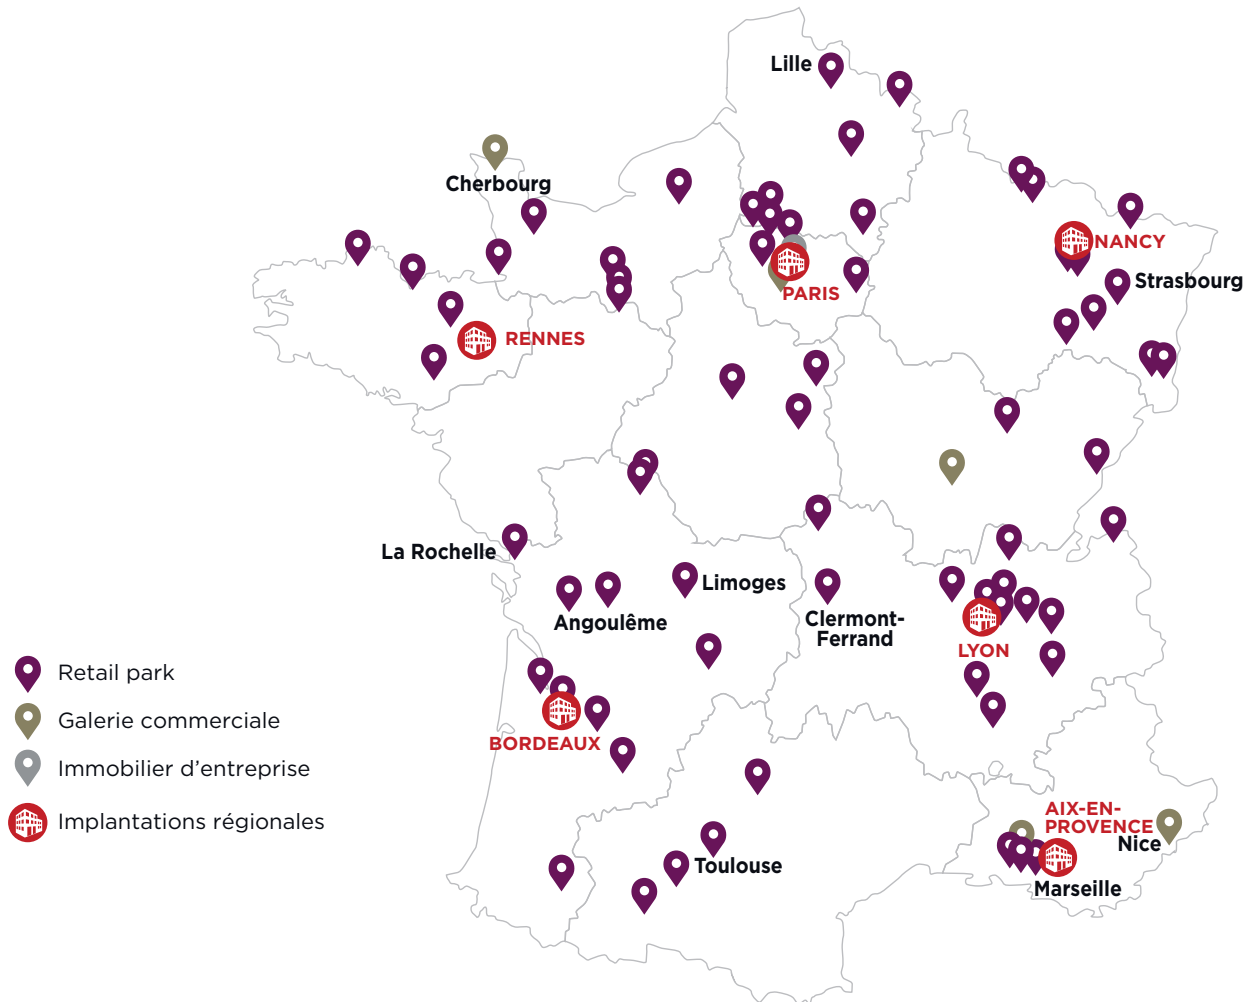 Lille
Cherbourg
NANCY
Strasbourg
PARIS
RENNES
La Rochelle
Limoges
Angoulême
Clermont-
Ferrand
LYON
Retail park
Galerie commerciale
BORDEAUX
Immobilier d’entreprise
Implantations régionales
AIX-EN-
PROVENCE
Nice
Toulouse
Marseille